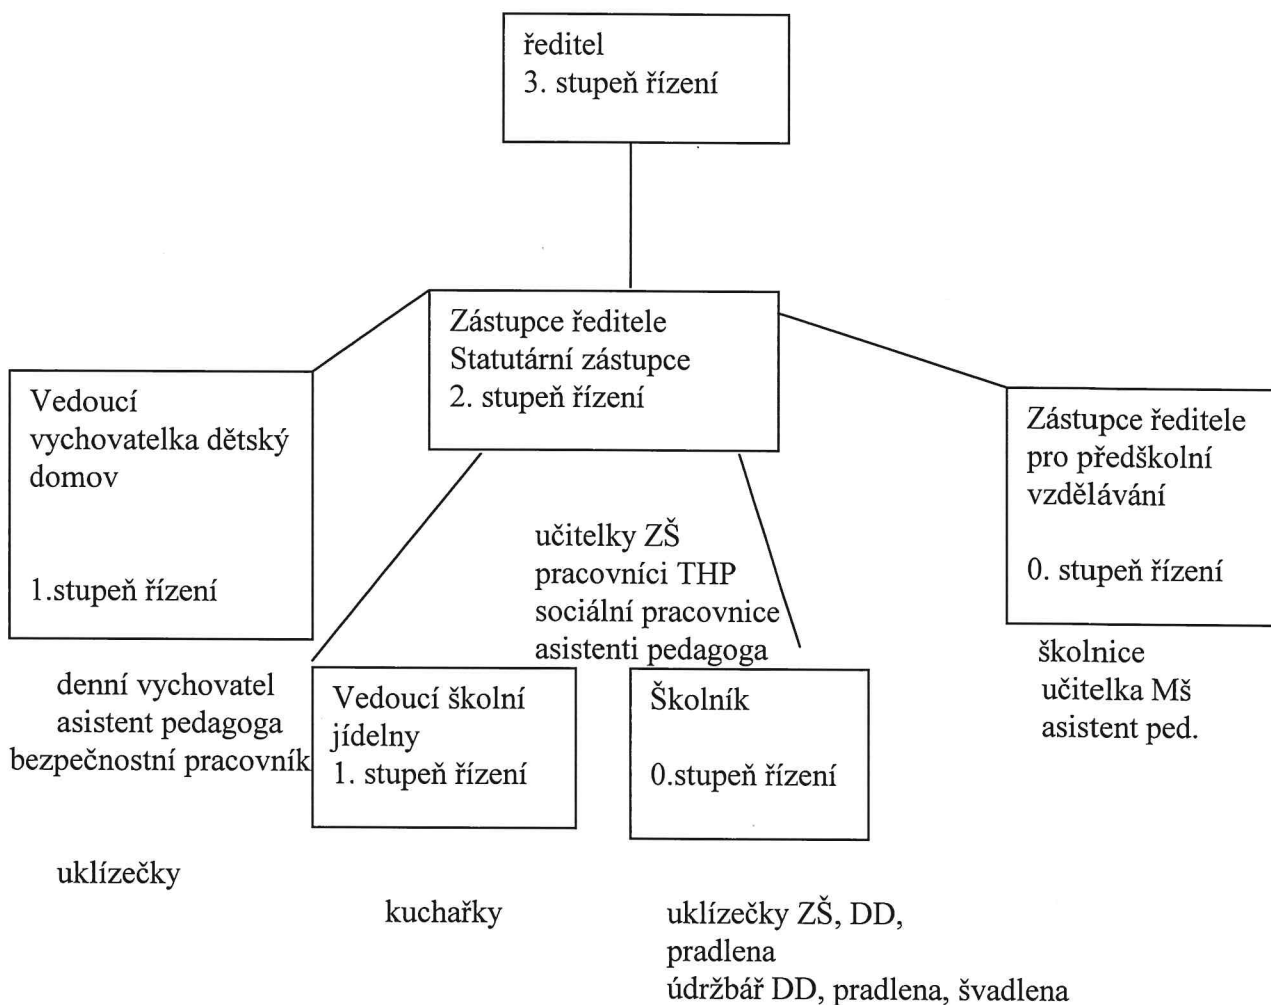 ředitel
3. stupeň řízení
Zástupce ředitele
Statutární zástupce
2. stupeň řízení
Vedoucí
vychovatelka dětský
domov
1.stupeň řízení
Zástupce ředitele
pro předškolní
vzdělávání
0. stupeň řízení
učitelky ZŠ
pracovníci THP
sociální pracovnice
asistenti pedagoga
školnice
učitelka Mš
asistent ped.
denní vychovatel
asistent pedagoga
bezpečnostní pracovník
Vedoucí školní
jídelny
1. stupeň řízení
Školník
0.stupeň řízení
uklízečky
kuchařky
uklízečky ZŠ, DD,
pradlena
údržbář DD, pradlena, švadlena